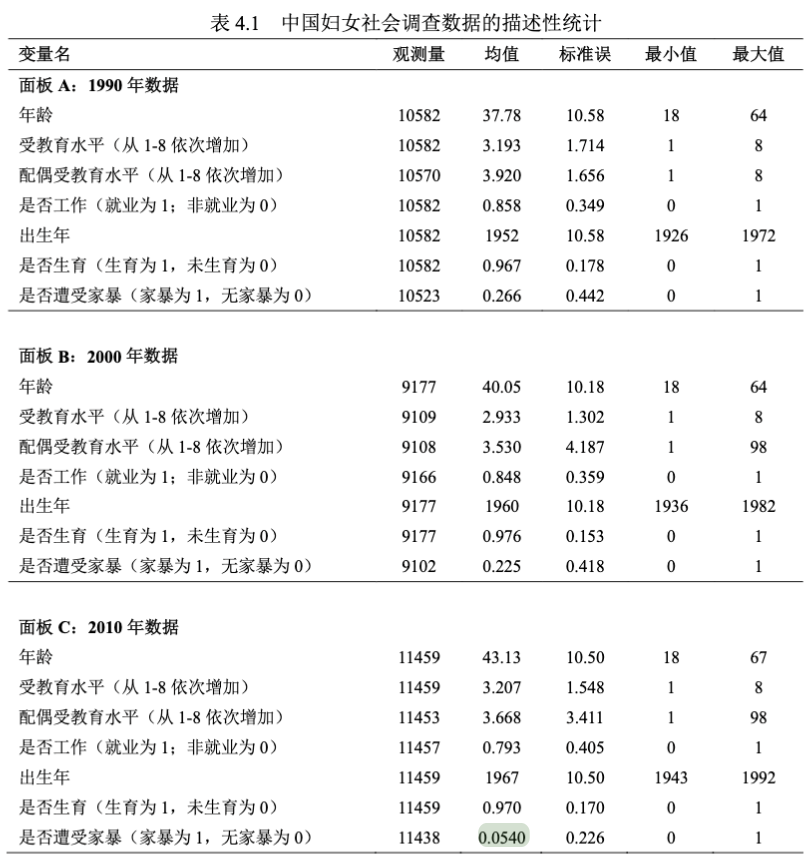 表 4.1 中国妇女社会调查数据的描述性统计
变量名 观测量 均值 标准误 最小值 最大值
面板 A：1990 年数据
年龄 10582 37.78 10.58 18 64
受教育水平（从 1-8 依次增加） 10582 3.193 1.714 1 8
配偶受教育水平（从 1-8 依次增加） 10570 3.920 1.656 1 8
是否工作（就业为 1；非就业为 0） 10582 0.858 0.349 0 1
出生年 10582 1952 10.58 1926 1972
是否生育（生育为 1，未生育为 0） 10582 0.967 0.178 0 1
是否遭受家暴（家暴为 1，无家暴为 0） 10523 0.266 0.442 0 1
面板 B：2000 年数据
年龄 9177 40.05 10.18 18 64
受教育水平（从 1-8 依次增加） 9109 2.933 1.302 1 8
配偶受教育水平（从 1-8 依次增加） 9108 3.530 4.187 1 98
是否工作（就业为 1；非就业为 0） 9166 0.848 0.359 0 1
出生年 9177 1960 10.18 1936 1982
是否生育（生育为 1，未生育为 0） 9177 0.976 0.153 0 1
是否遭受家暴（家暴为 1，无家暴为 0） 9102 0.225 0.418 0 1
面板 C：2010 年数据
年龄 11459 43.13 10.50 18 67
受教育水平（从 1-8 依次增加） 11459 3.207 1.548 1 8
配偶受教育水平（从 1-8 依次增加） 11453 3.668 3.411 1 98
是否工作（就业为 1；非就业为 0） 11457 0.793 0.405 0 1
出生年 11459 1967 10.50 1943 1992
是否生育（生育为 1，未生育为 0） 11459 0.970 0.170 0 1
是否遭受家暴（家暴为 1，无家暴为 0） 11438 0.0540 0.226 0 1